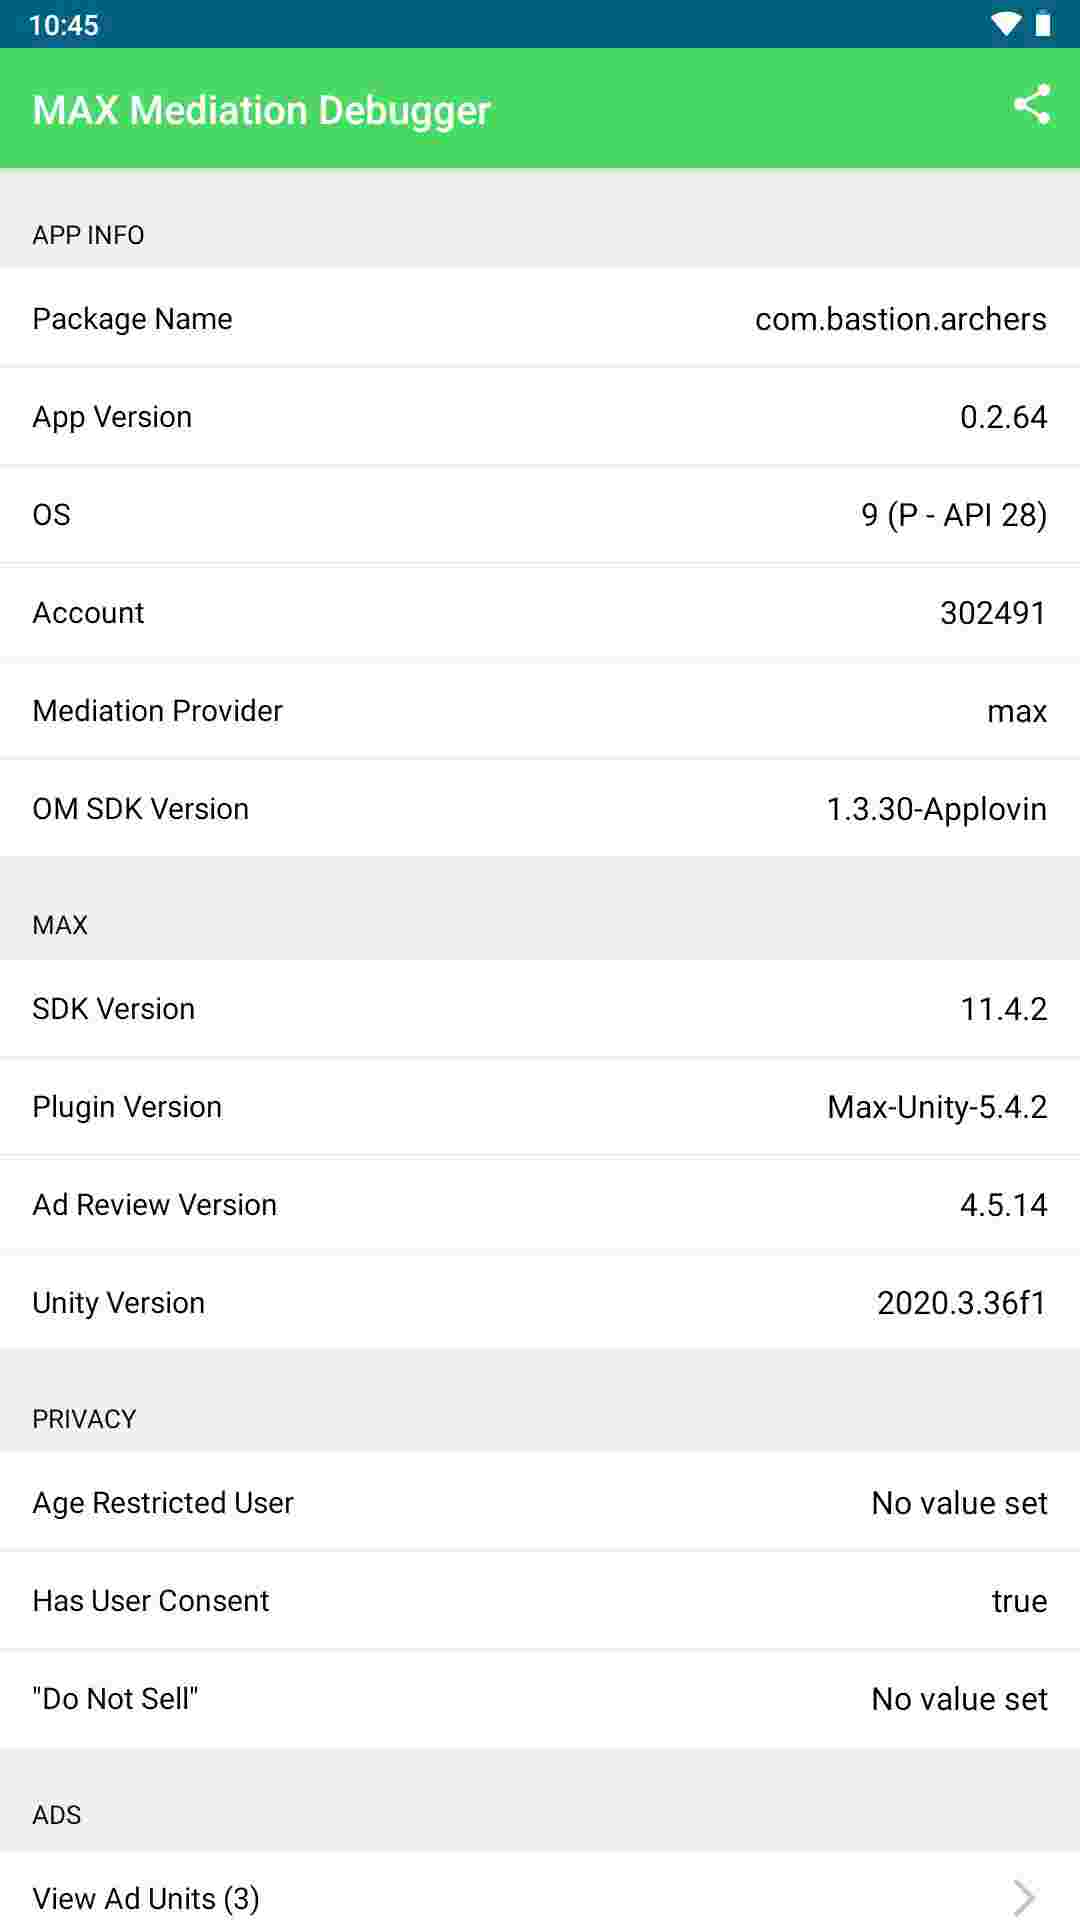 10:45
MAX Mediation Debugger
APP INFO
Package Name com.bastion.archers
App Version 0.2.64
OS 9 (P - API 28)
Account 302491
Mediation Provider max
OM SDK Version 1.3.30-Applovin
MAX
SDK Version 11.4.2
Plugin Version Max-Unity-5.4.2
Ad Review Version 4.5.14
Unity Version 2020.3.36f1
PRIVACY
Age Restricted User No value set
Has User Consent true
"Do Not Sell" No value set
ADS
View Ad Units (3)